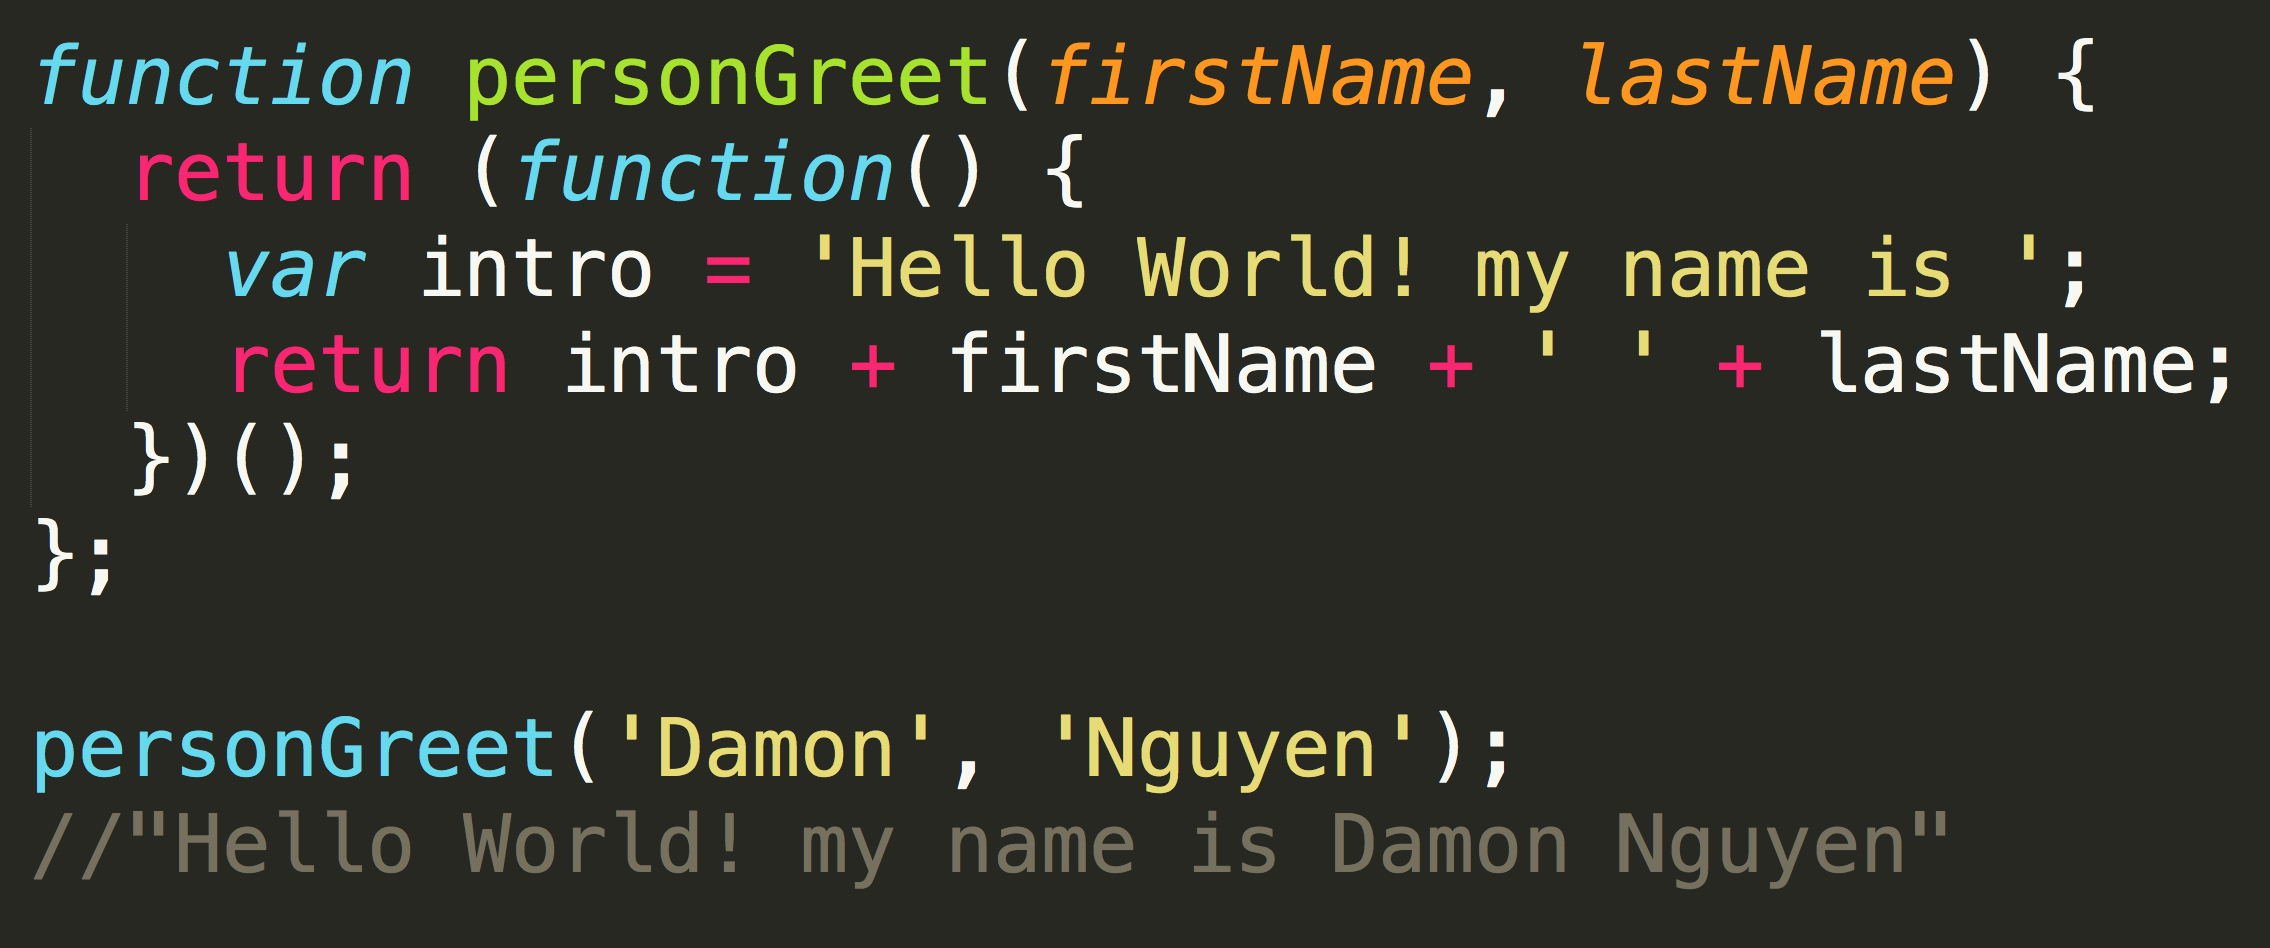 function personGreet(firstName, lastName) {
  return (function() {
    var intro = 'Hello World! my name is ';
    return intro + firstName + ' ' + lastName;
  })();
};

personGreet('Damon', 'Nguyen');
//"Hello World! my name is Damon Nguyen"